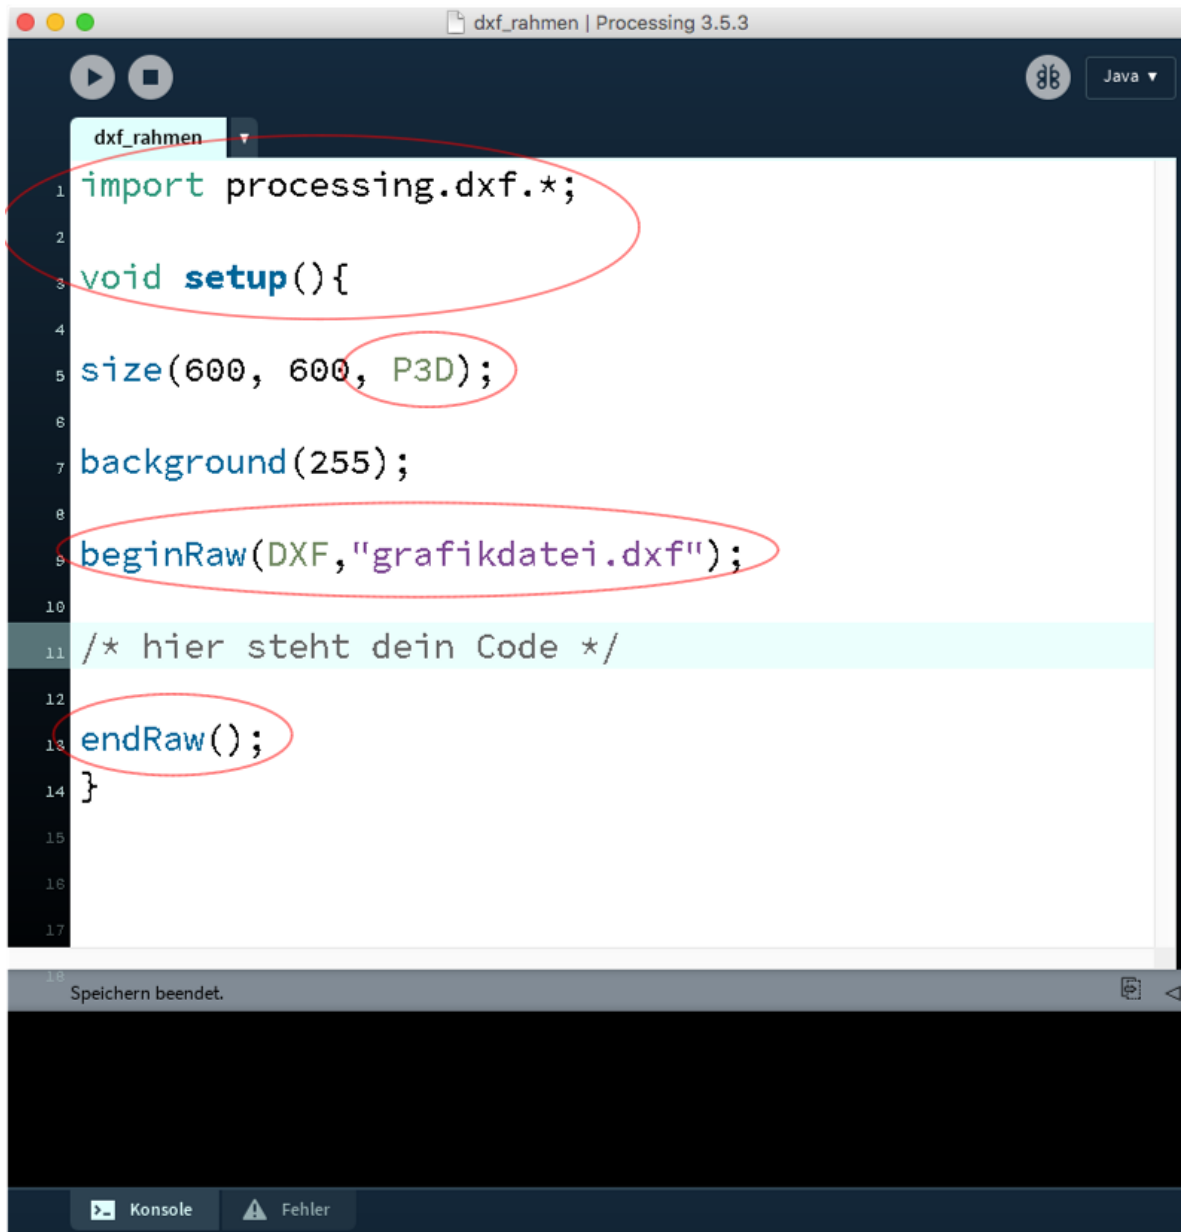 dxf_rahmen | Processing 3.5.3
Java ▼
dxf_rahmen ▼
1 import processing.dxf.*;
2
3 void setup(){
4
5 size(600, 600, P3D);
6
7 background(255);
8
9 beginRaw(DXF,"grafikdatei.dxf");
10
11 /* hier steht dein Code */
12
13 endRaw();
14 }
15
16
17
18
Speichern beendet.
Konsole Fehler